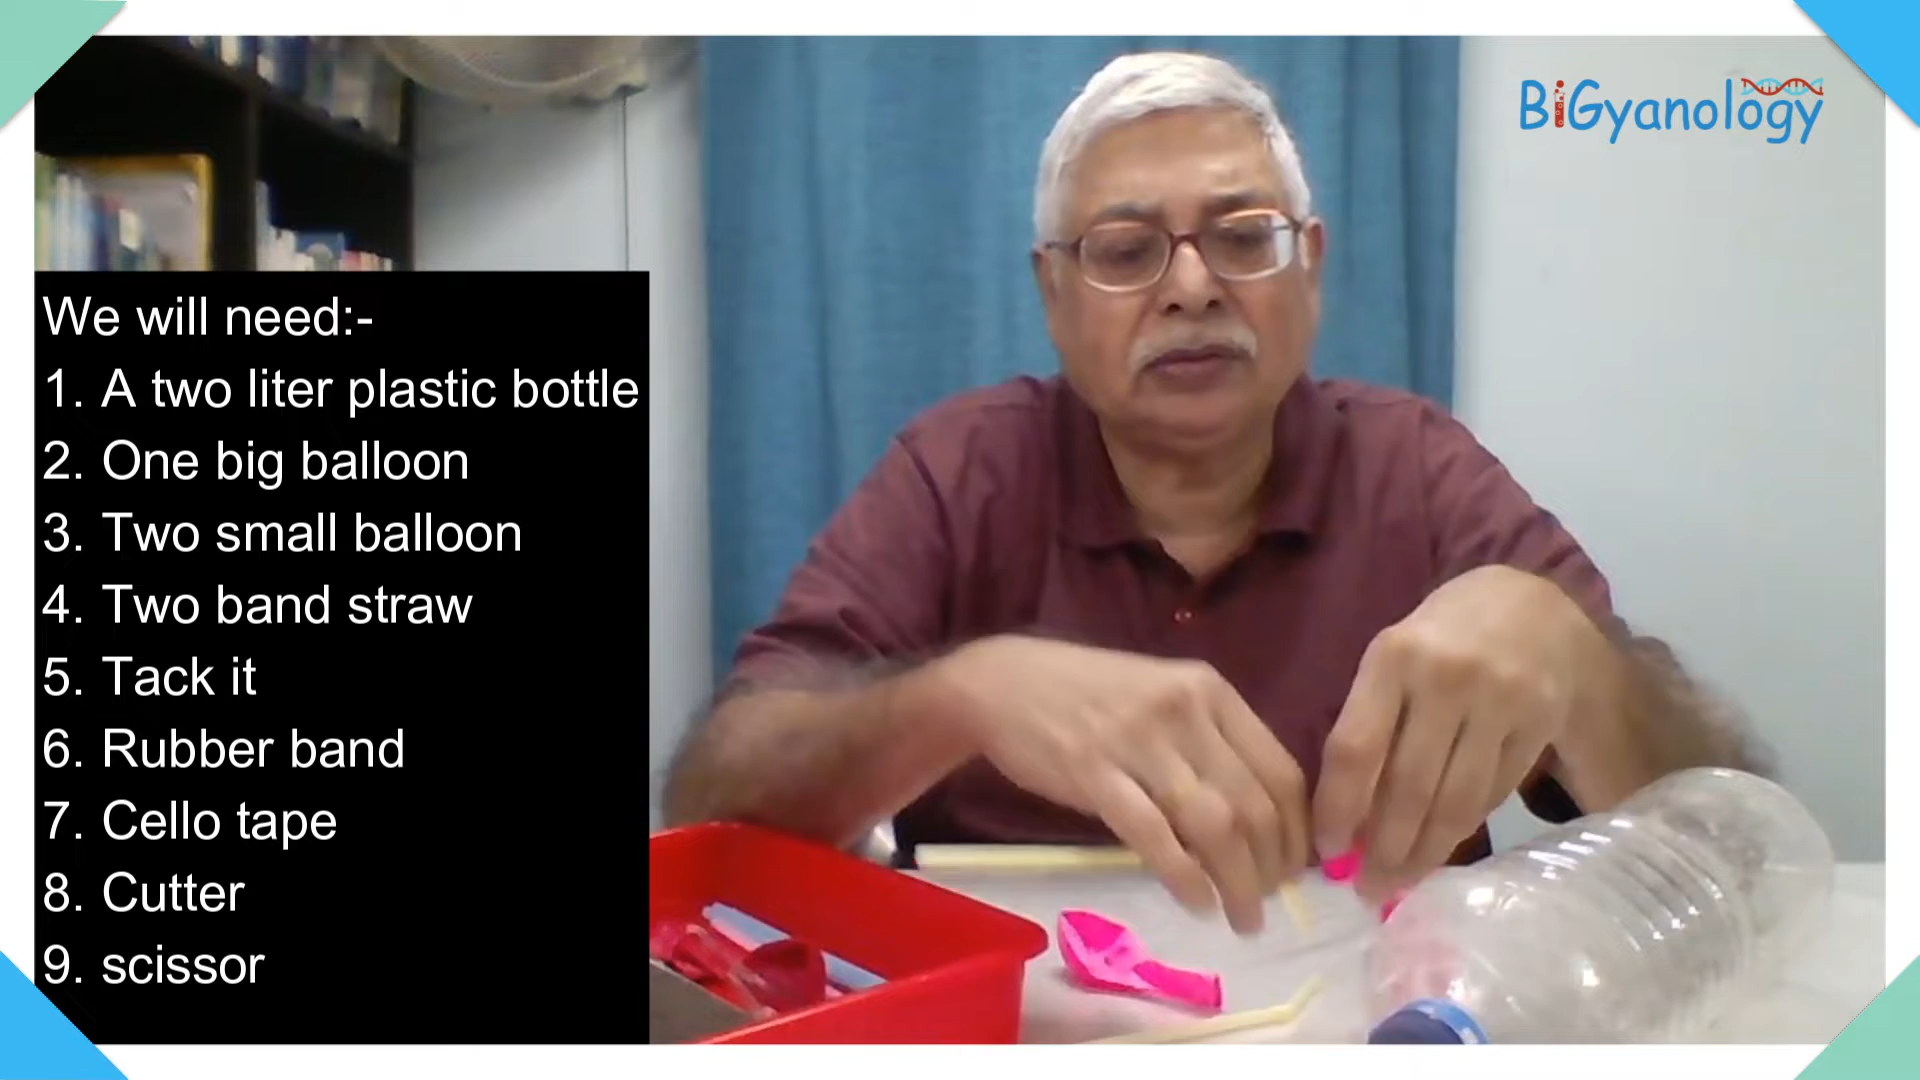 BiGyanology
We will need:-
1. A two liter plastic bottle
2. One big balloon
3. Two small balloon
4. Two band straw
5. Tack it
6. Rubber band
7. Cello tape
8. Cutter
9. scissor